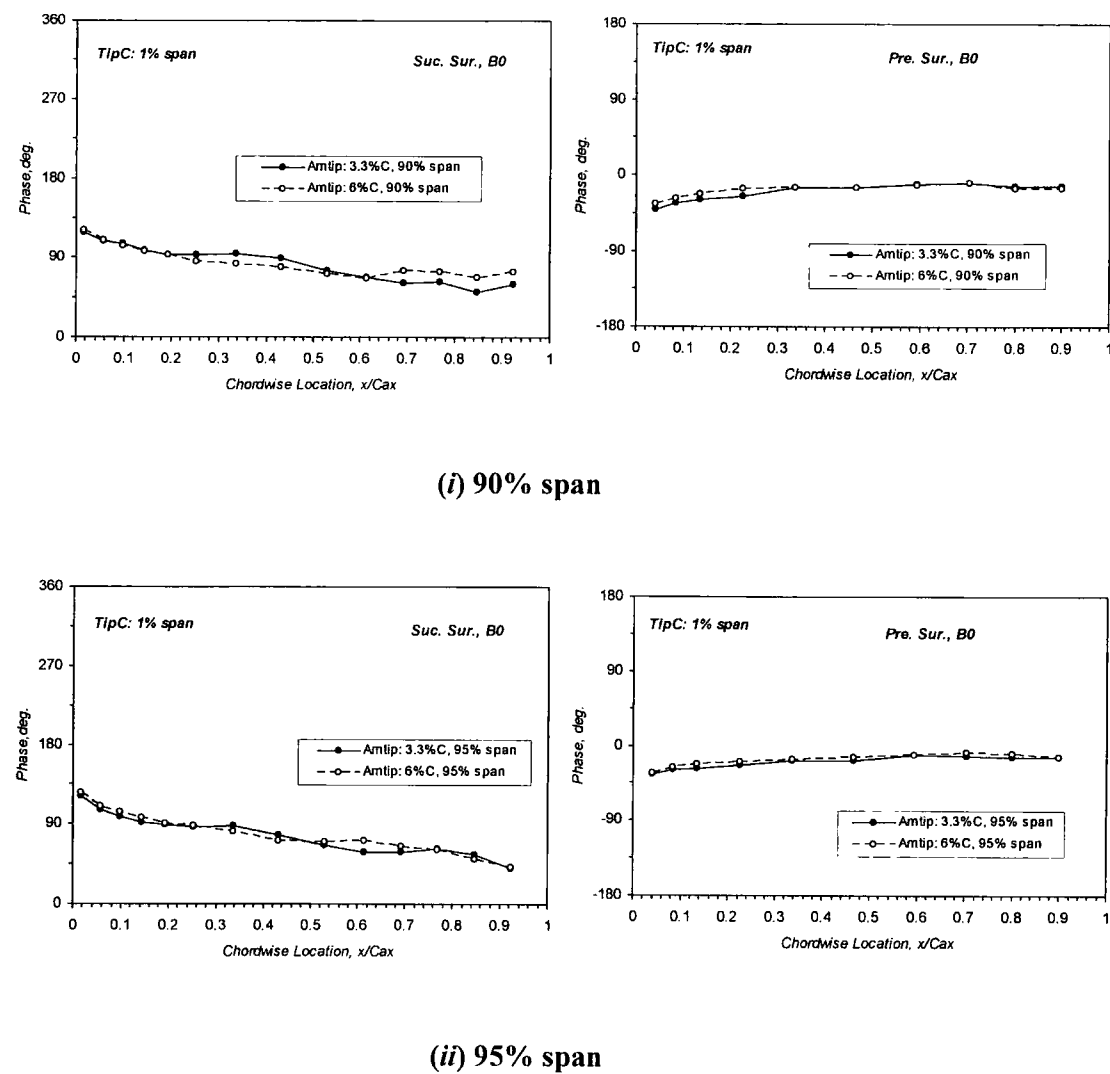 360
270
180
90
0
Phase, deg.
TipC: 1% span
Suc. Sur., B0
Amtip: 3.3%C, 90% span
Amtip: 6%C, 90% span
0 0.1 0.2 0.3 0.4 0.5 0.6 0.7 0.8 0.9 1
Chordwise Location, x/Cax
180
90
0
-90
-180
Phase, deg.
TipC: 1% span
Pre. Sur., B0
Amtip: 3.3%C, 90% span
Amtip: 6%C, 90% span
0 0.1 0.2 0.3 0.4 0.5 0.6 0.7 0.8 0.9 1
Chordwise Location, x/Cax
(i) 90% span
360
270
180
90
0
Phase, deg.
TipC: 1% span
Suc. Sur., B0
Amtip: 3.3%C, 95% span
Amtip: 6%C, 95% span
0 0.1 0.2 0.3 0.4 0.5 0.6 0.7 0.8 0.9 1
Chordwise Location, x/Cax
180
90
0
-90
-180
Phase, deg.
TipC: 1% span
Pre. Sur., B0
Amtip: 3.3%C, 95% span
Amtip: 6%C, 95% span
0 0.1 0.2 0.3 0.4 0.5 0.6 0.7 0.8 0.9 1
Chordwise Location, x/Cax
(ii) 95% span